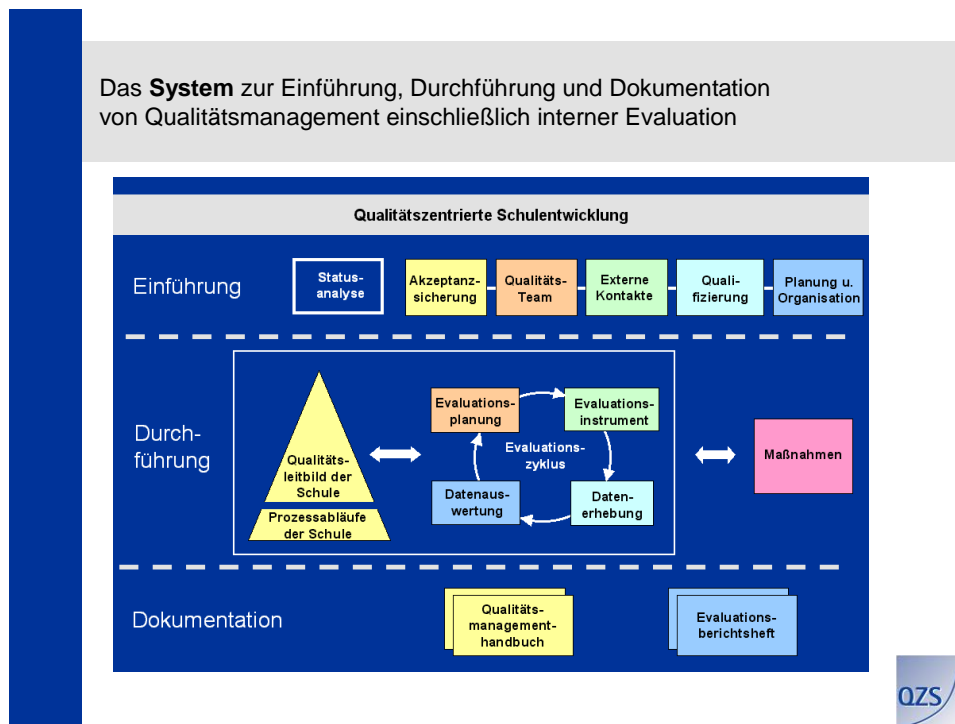 Das System zur Einführung, Durchführung und Dokumentation
von Qualitätsmanagement einschließlich interner Evaluation
Qualitätszentrierte Schulentwicklung
Einführung
Status-
analyse
Akzeptanz-
sicherung
Qualitäts-
Team
Externe
Kontakte
Quali-
fizierung
Planung u.
Organisation
Durch-
führung
Qualitäts-
leitbild der
Schule
Prozessabläufe
der Schule
Evaluations-
planung
Evaluations-
instrument
Evaluations-
zyklus
Datenaus-
wertung
Daten-
erhebung
Maßnahmen
Dokumentation
Qualitäts-
management-
handbuch
Evaluations-
berichtsheft
QZS